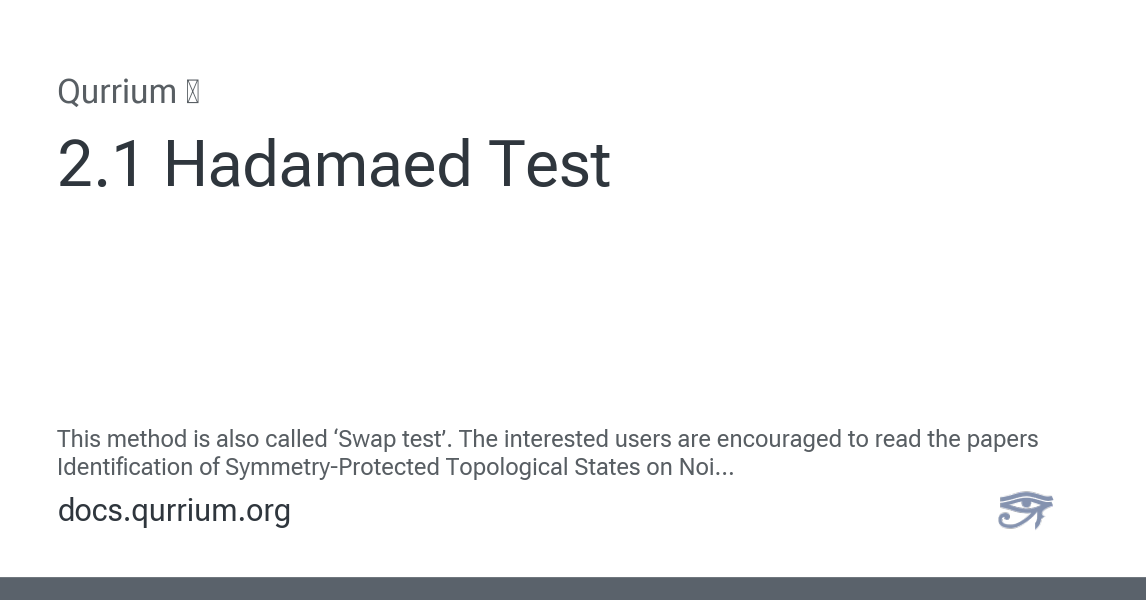 Qurrium
2.1 Hadamaed Test
This method is also called ‘Swap test’. The interested users are encouraged to read the papers
Identification of Symmetry-Protected Topological States on Noi...
docs.qurrium.org